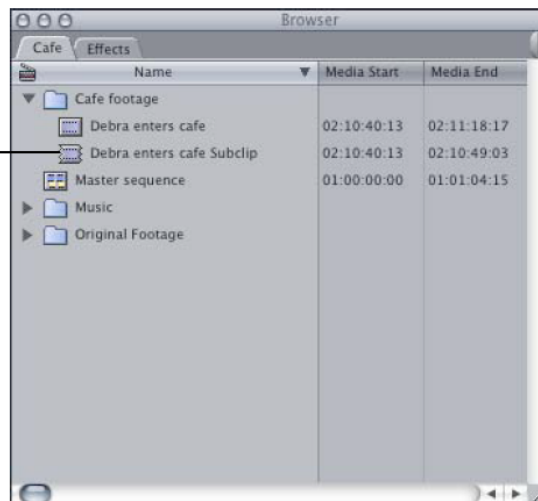 Browser
Cafe Effects
Name Media Start Media End
Cafe footage
Debra enters cafe 02:10:40:13 02:11:18:17
Debra enters cafe Subclip 02:10:40:13 02:10:49:03
Master sequence 01:00:00:00 01:01:04:15
Music
Original Footage